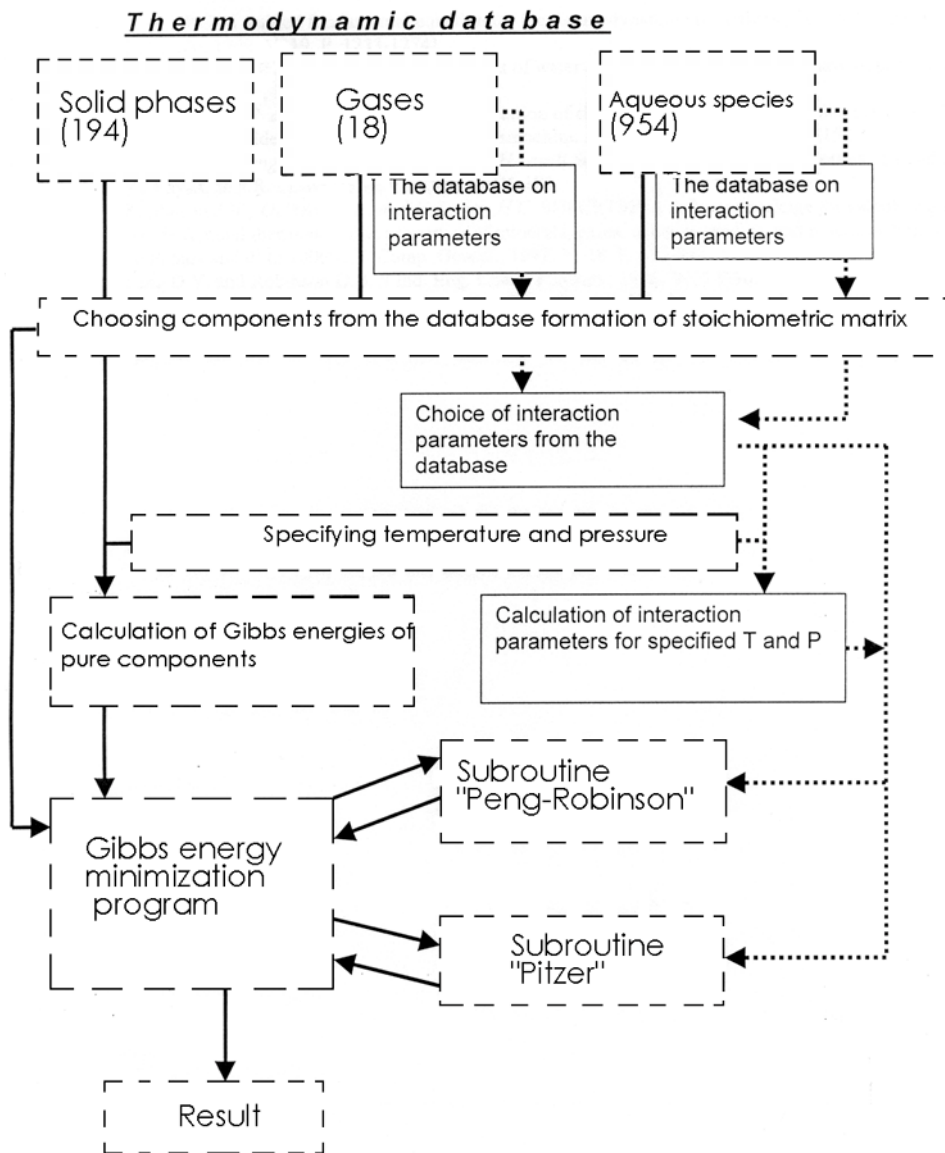 Thermodynamic database
Solid phases
(194)
Gases
(18)
Aqueous species
(954)
The database on
interaction
parameters
The database on
interaction
parameters
Choosing components from the database formation of stoichiometric matrix
Choice of interaction
parameters from the
database
Specifying temperature and pressure
Calculation of Gibbs energies of
pure components
Calculation of interaction
parameters for specified T and P
Subroutine
"Peng-Robinson"
Gibbs energy
minimization
program
Subroutine
"Pitzer"
Result